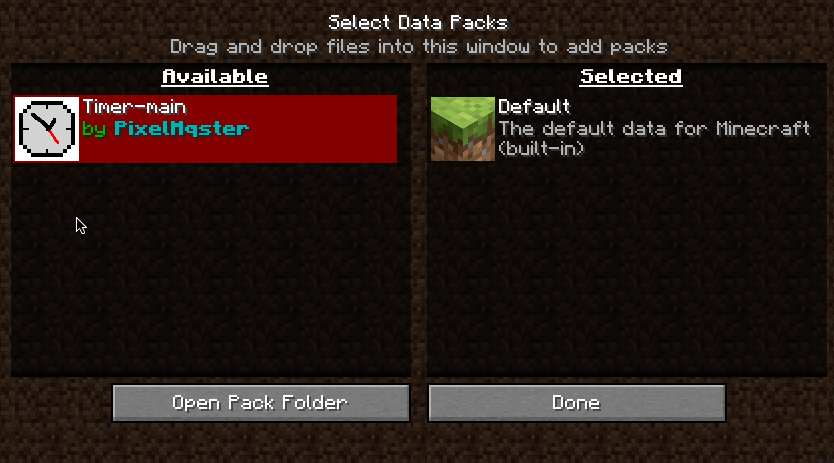 Select Data Packs
Drag and drop files into this window to add packs
Available
Timer-main
by PixelMqster
Selected
Default
The default data for Minecraft
(built-in)
Open Pack Folder
Done